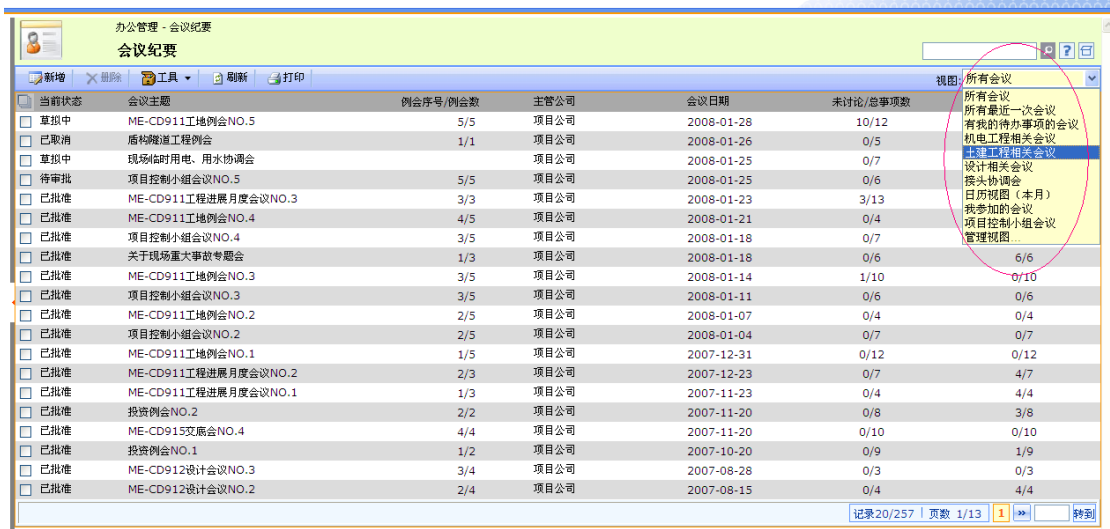 办公管理 - 会议纪要
会议纪要
新增 删除 工具 刷新 打印 视图: 所有会议
当前状态 会议主题 例会序号/例会数 主管公司 会议日期 未讨论/总事项数
所有会议
所有最近一次会议
有我的待办事项的会议
机电工程相关会议
土建工程相关会议
设计相关会议
接头协调会
日历视图（本月）
我参加的会议
项目控制小组会议
管理视图...
草拟中 ME-CD911工地例会NO.5 5/5 项目公司 2008-01-28 10/12
已取消 盾构隧道工程例会 1/1 项目公司 2008-01-26 0/5
草拟中 现场临时用电、用水协调会 项目公司 2008-01-25 0/7
待审批 项目控制小组会议NO.5 5/5 项目公司 2008-01-25 0/6
已批准 ME-CD911工程进展月度会议NO.3 3/3 项目公司 2008-01-23 3/13
已批准 ME-CD911工地例会NO.4 4/5 项目公司 2008-01-21 0/4
已批准 项目控制小组会议NO.4 3/5 项目公司 2008-01-18 0/7
已批准 关于现场重大事故专题会 1/3 项目公司 2008-01-18 0/6 6/6
已批准 ME-CD911工地例会NO.3 3/5 项目公司 2008-01-14 1/10 0/10
已批准 项目控制小组会议NO.3 3/5 项目公司 2008-01-11 0/6 0/6
已批准 ME-CD911工地例会NO.2 2/5 项目公司 2008-01-07 0/4 0/4
已批准 项目控制小组会议NO.2 2/5 项目公司 2008-01-04 0/7 0/7
已批准 ME-CD911工地例会NO.1 1/5 项目公司 2007-12-31 0/12 0/12
已批准 ME-CD911工程进展月度会议NO.2 2/3 项目公司 2007-12-23 0/7 4/7
已批准 ME-CD911工程进展月度会议NO.1 1/3 项目公司 2007-11-23 0/4 4/4
已批准 投资例会NO.2 2/2 项目公司 2007-11-20 0/8 3/8
已批准 ME-CD915交底会NO.4 4/4 项目公司 2007-11-20 0/10 0/10
已批准 投资例会NO.1 1/2 项目公司 2007-10-20 0/9 1/9
已批准 ME-CD912设计会议NO.3 3/4 项目公司 2007-08-28 0/3 0/3
已批准 ME-CD912设计会议NO.2 2/4 项目公司 2007-08-15 0/4 4/4
记录20/257 页数 1/13 1 » 转到